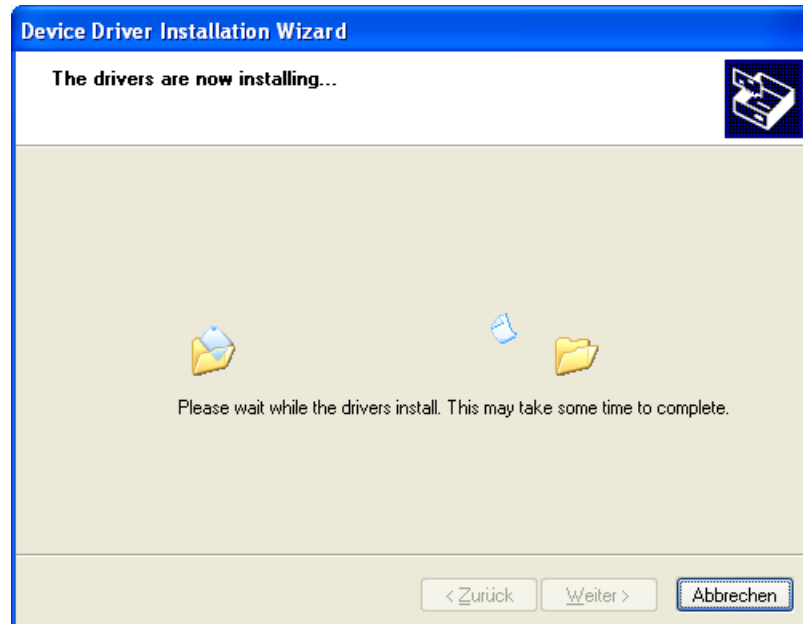 Device Driver Installation Wizard
The drivers are now installing...
Please wait while the drivers install. This may take some time to complete.
< Zurück
Weiter >
Abbrechen